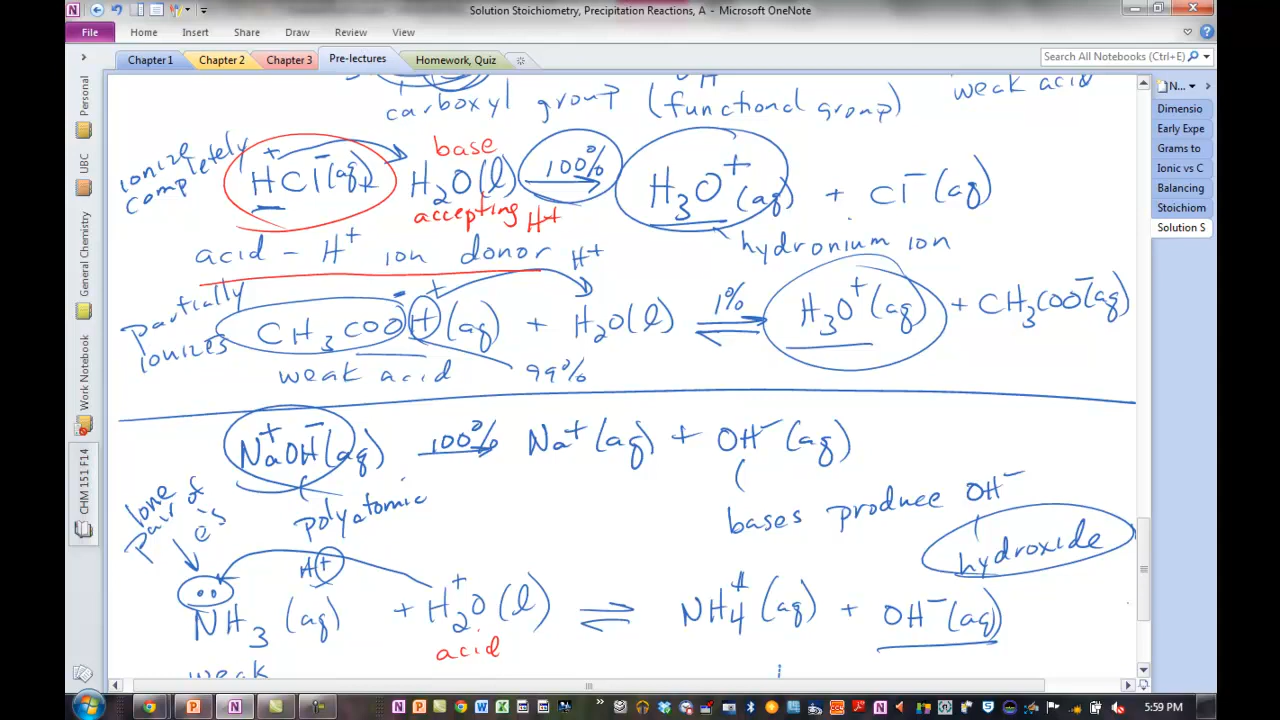 Solution Stoichiometry, Precipitation Reactions, A - Microsoft OneNote
File Home Insert Share Draw Review View
Chapter 1 Chapter 2 Chapter 3 Pre-lectures Homework, Quiz
Search All Notebooks (Ctrl+E)
Personal
UBC
General Chemistry
Work Notebook
CHM 151 F14
N...
Dimensio
Early Expe
Grams to
Ionic vs C
Balancing
Stoichiom
Solution S
carboxyl group (functional group) weak acid
ionize completely
H⁺Cl⁻(aq) + H₂O(l) 100% → H₃O⁺(aq) + Cl⁻(aq)
base
accepting H⁺
acid - H⁺ ion donor
hydronium ion
H⁺
partially ionizes
CH₃COO⁻H⁺(aq) + H₂O(l) 1% ⇌ H₃O⁺(aq) + CH₃COO⁻(aq)
weak acid 99%
Na⁺OH⁻(aq) 100% → Na⁺(aq) + OH⁻(aq)
polyatomic
bases produce OH⁻
hydroxide
lone pair of e's
H⁺
NH₃(aq) + H₂O(l) ⇌ NH₄⁺(aq) + OH⁻(aq)
acid
weak
5:59 PM